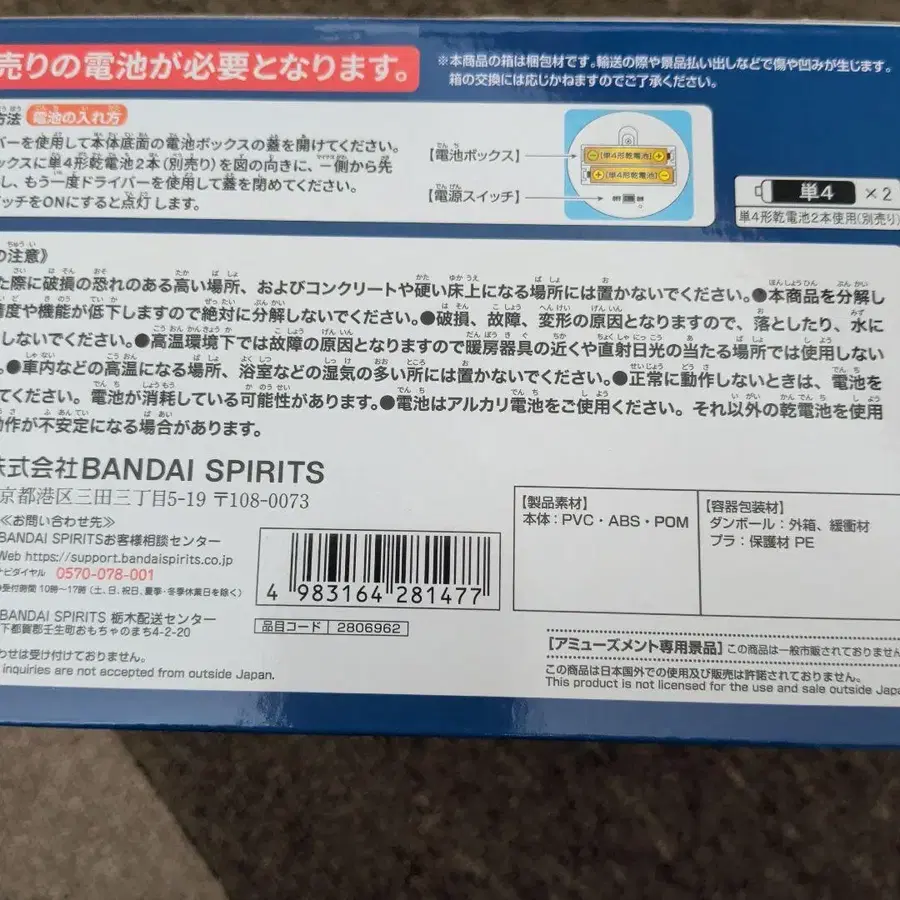 売りの電池が必要となります。
※本商品の箱は梱包材です。輸送の際や景品払い出しなどで傷や凹みが生じます。
箱の交換には応じかねますのでご了承ください。
方法 電池の入れ方
バーを使用して本体底面の電池ボックスの蓋を開けてください。
ックスに単4形乾電池2本(別売り)を図の向きに、一側から先
し、もう一度ドライバーを使用して蓋を閉めてください。
ッチをONにすると点灯します。
【電池ボックス】
【電源スイッチ】
単4形乾電池
単4形乾電池
単4 ×2
単4形乾電池2本使用(別売り)
の注意》
た際に破損の恐れのある高い場所、およびコンクリートや硬い床上になる場所には置かないでください。●本商品を分解し
精度や機能が低下しますので絶対に分解しないでください。●破損、故障、変形の原因となりますので、落としたり、水に
しないでください。●高温環境下では故障の原因となりますので暖房器具の近くや直射日光の当たる場所では使用しない
。●車内などの高温になる場所、浴室などの湿気の多い所には置かないでください。●正常に動作しないときは、電池を
てください。電池が消耗している可能性があります。●電池はアルカリ電池をご使用ください。それ以外の乾電池を使用
動作が不安定になる場合があります。
株式会社BANDAI SPIRITS
京都港区三田三丁目5-19 〒108-0073
≪お問い合わせ先≫
BANDAI SPIRITSお客様相談センター
Web https://support.bandaispirits.co.jp
ナビダイヤル 0570-078-001
受付時間 10時〜17時 (土、日、祝日、夏季・冬季休業日を除く)
BANDAI SPIRITS 栃木配送センター
下都賀郡壬生町おもちゃのまち4-2-20
わせは受け付けておりません。
inquiries are not accepted from outside Japan.
4 983164 281477
品目コード 2806962
【製品素材】
本体：PVC・ABS・POM
【容器包装材】
ダンボール：外箱、緩衝材
プラ：保護材 PE
【アミューズメント専用景品】この商品は一般市販されておりません
この商品は日本国外での使用及び販売は許諾されておりません。
This product is not licensed for the use and sale outside Japa